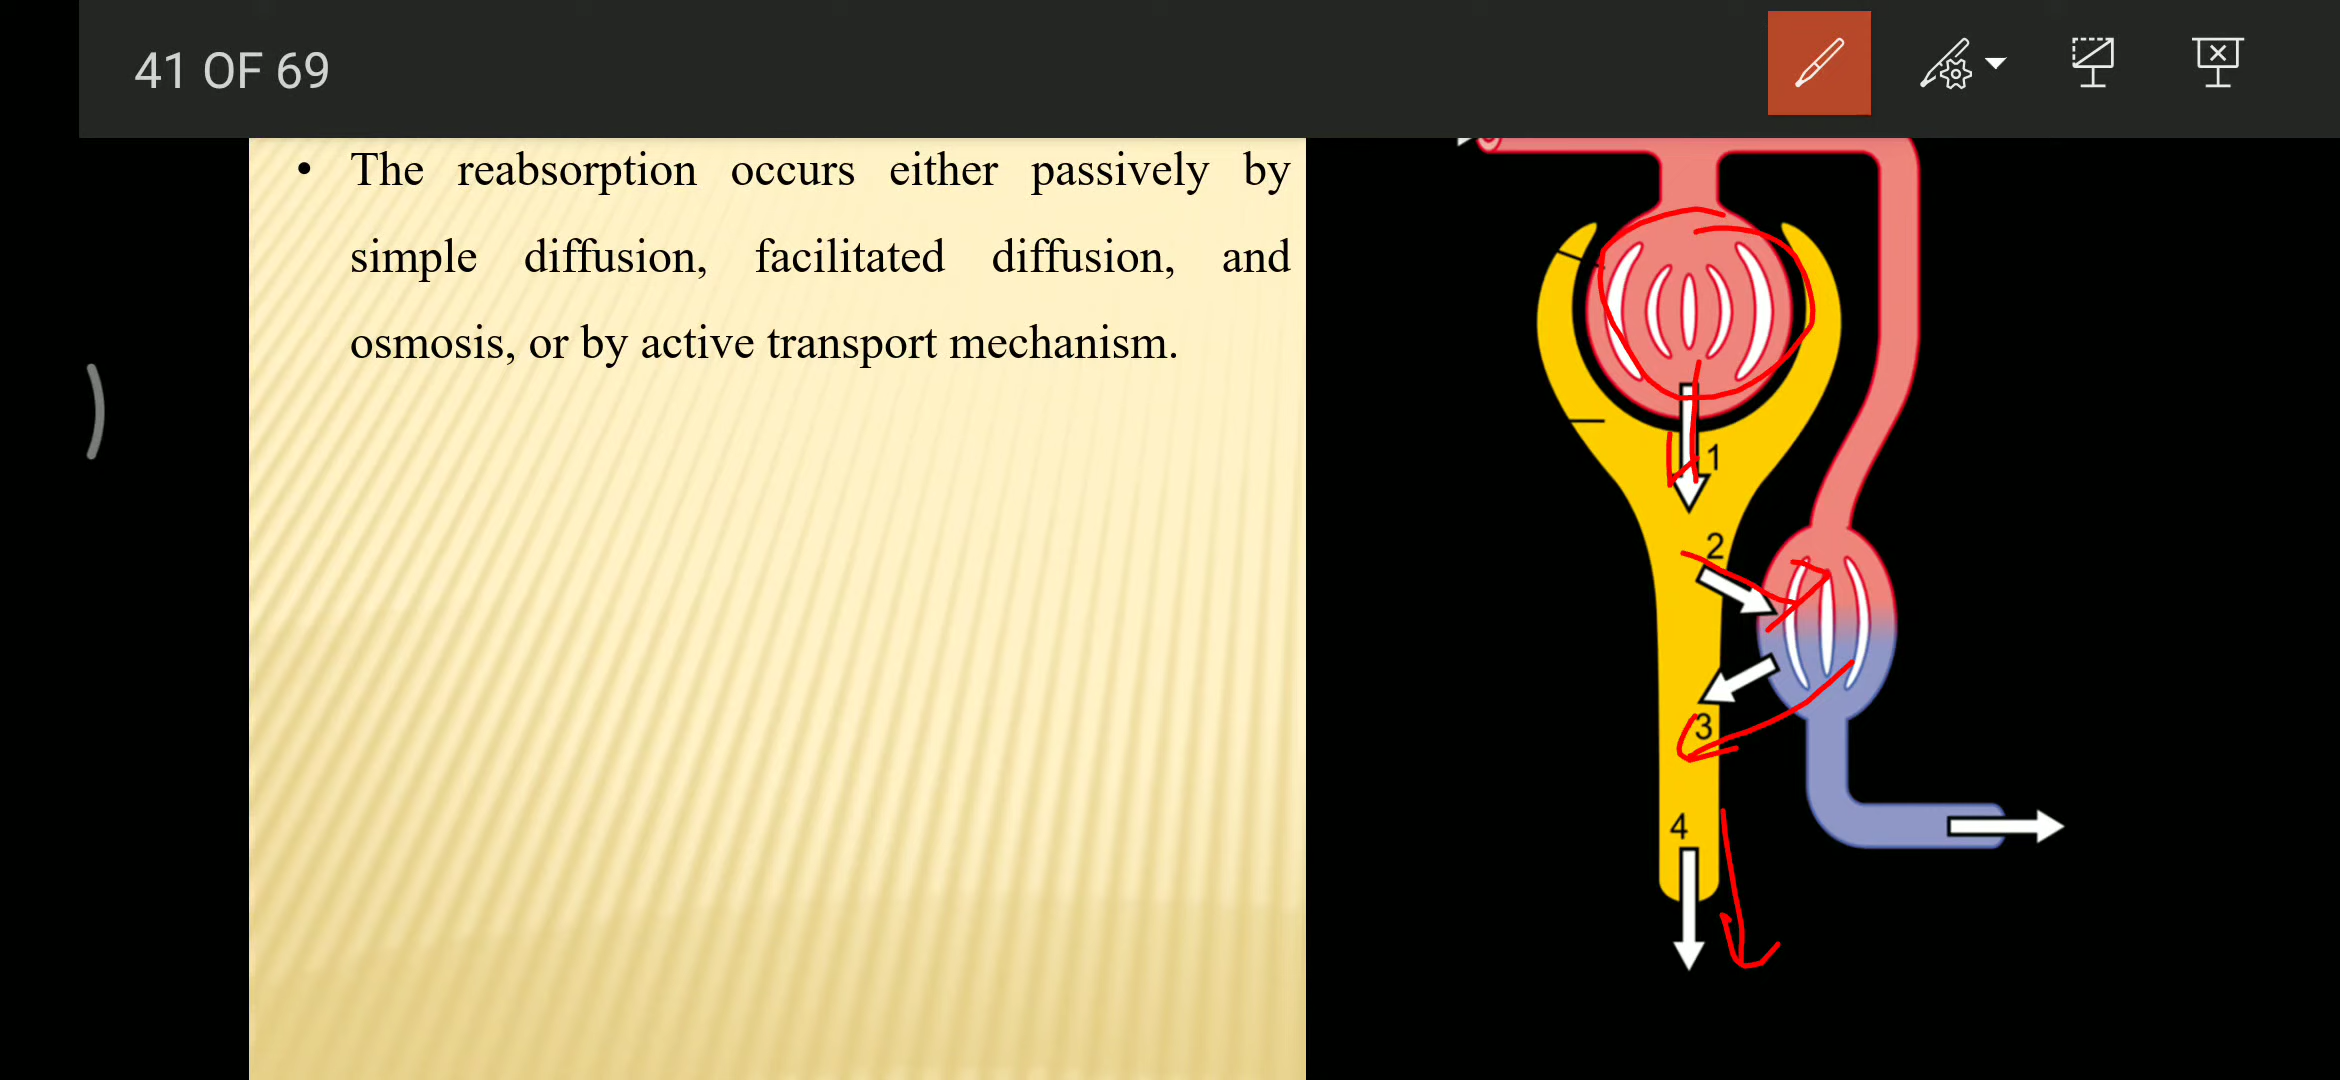 41 OF 69
• The reabsorption occurs either passively by
simple diffusion, facilitated diffusion, and
osmosis, or by active transport mechanism.
1
2
3
4